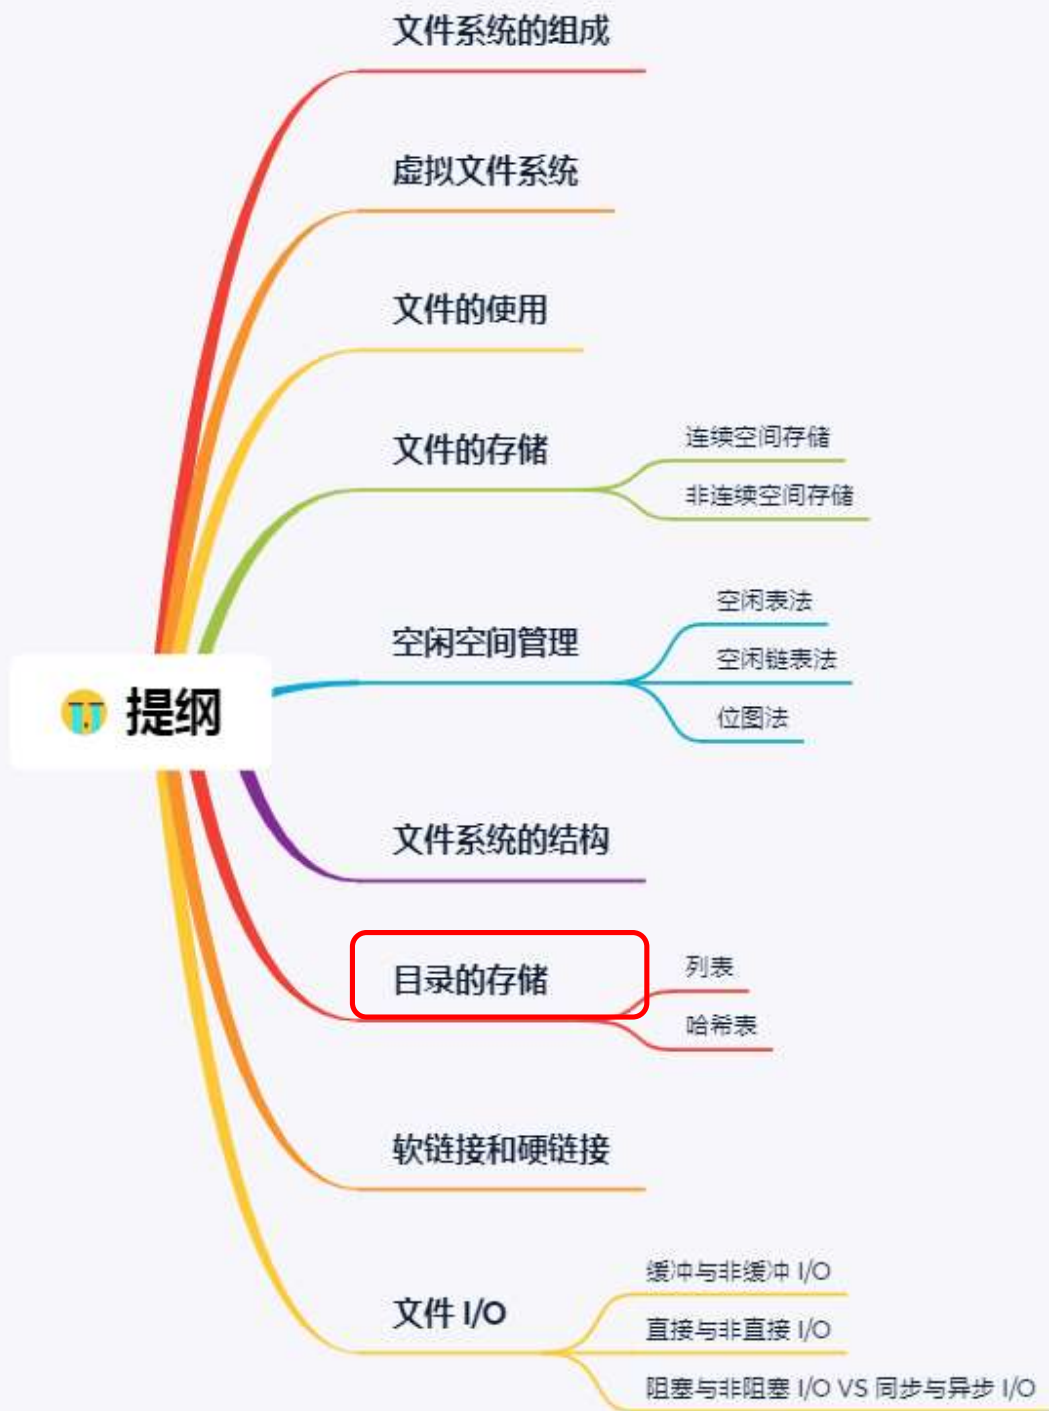 文件系统的组成
虚拟文件系统
文件的使用
文件的存储
连续空间存储
非连续空间存储
空闲空间管理
空闲表法
空闲链表法
位图法
提纲
文件系统的结构
目录的存储
列表
哈希表
软链接和硬链接
文件 I/O
缓冲与非缓冲 I/O
直接与非直接 I/O
阻塞与非阻塞 I/O VS 同步与异步 I/O